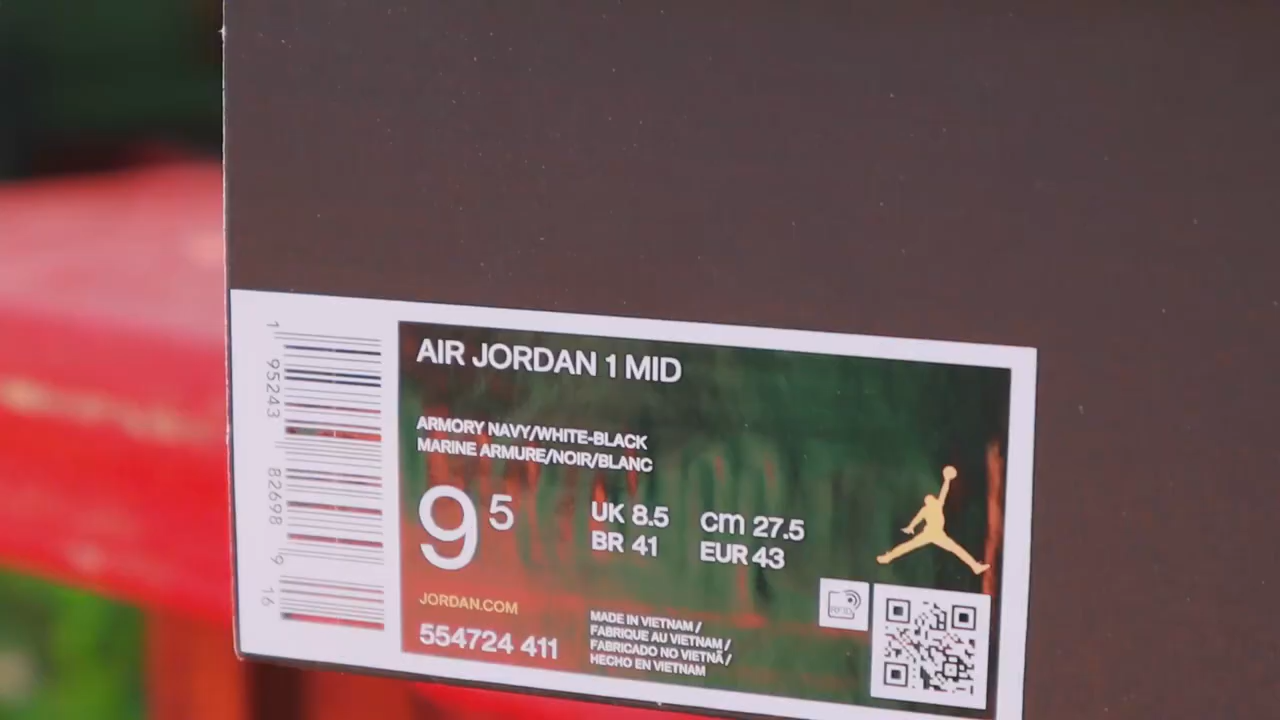 AIR JORDAN 1 MID
ARMORY NAVY/WHITE-BLACK
MARINE ARMURE/NOIR/BLANC
9 5
UK 8.5 cm 27.5
BR 41 EUR 43
JORDAN.COM
554724 411
MADE IN VIETNAM /
FABRIQUE AU VIETNAM /
FABRICADO NO VIETNÃ /
HECHO EN VIETNAM
RFID
1 95243 82698 9
16